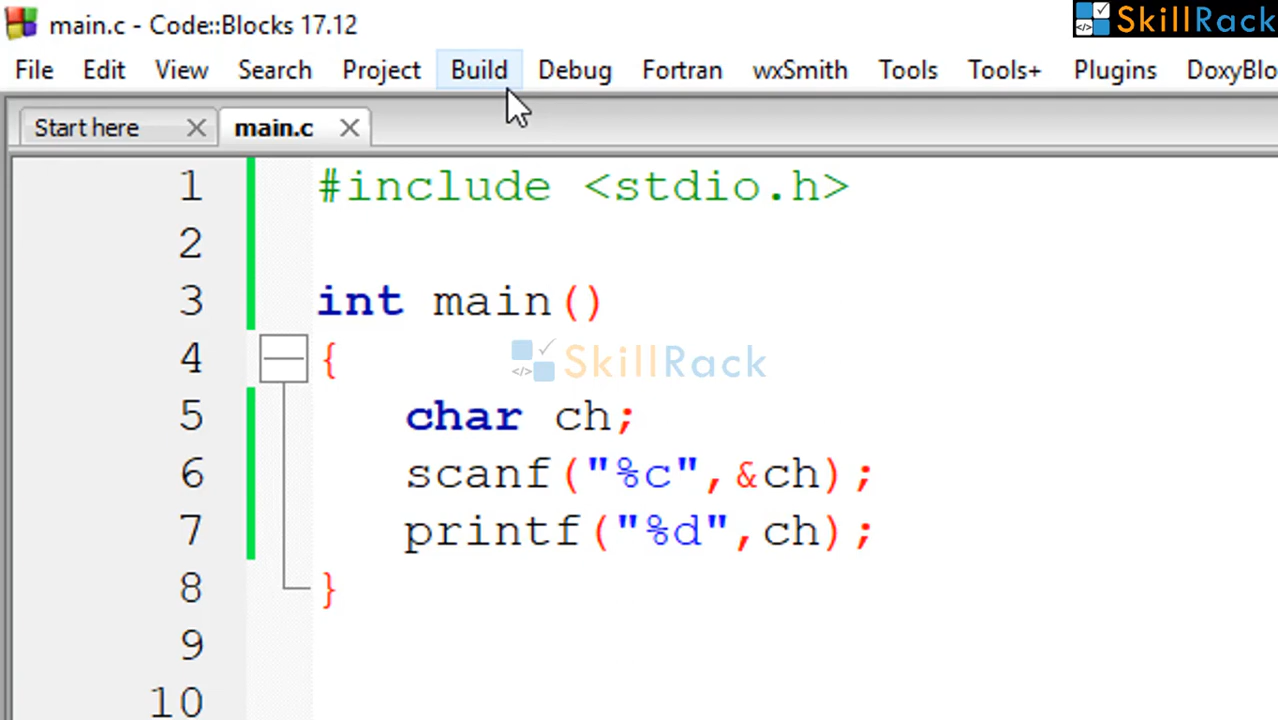 main.c - Code::Blocks 17.12
SkillRack
File Edit View Search Project Build Debug Fortran wxSmith Tools Tools+ Plugins DoxyBlo
Start here main.c
1 #include <stdio.h>
2
3 int main()
4 {
SkillRack
5 char ch;
6 scanf("%c",&ch);
7 printf("%d",ch);
8 }
9
10